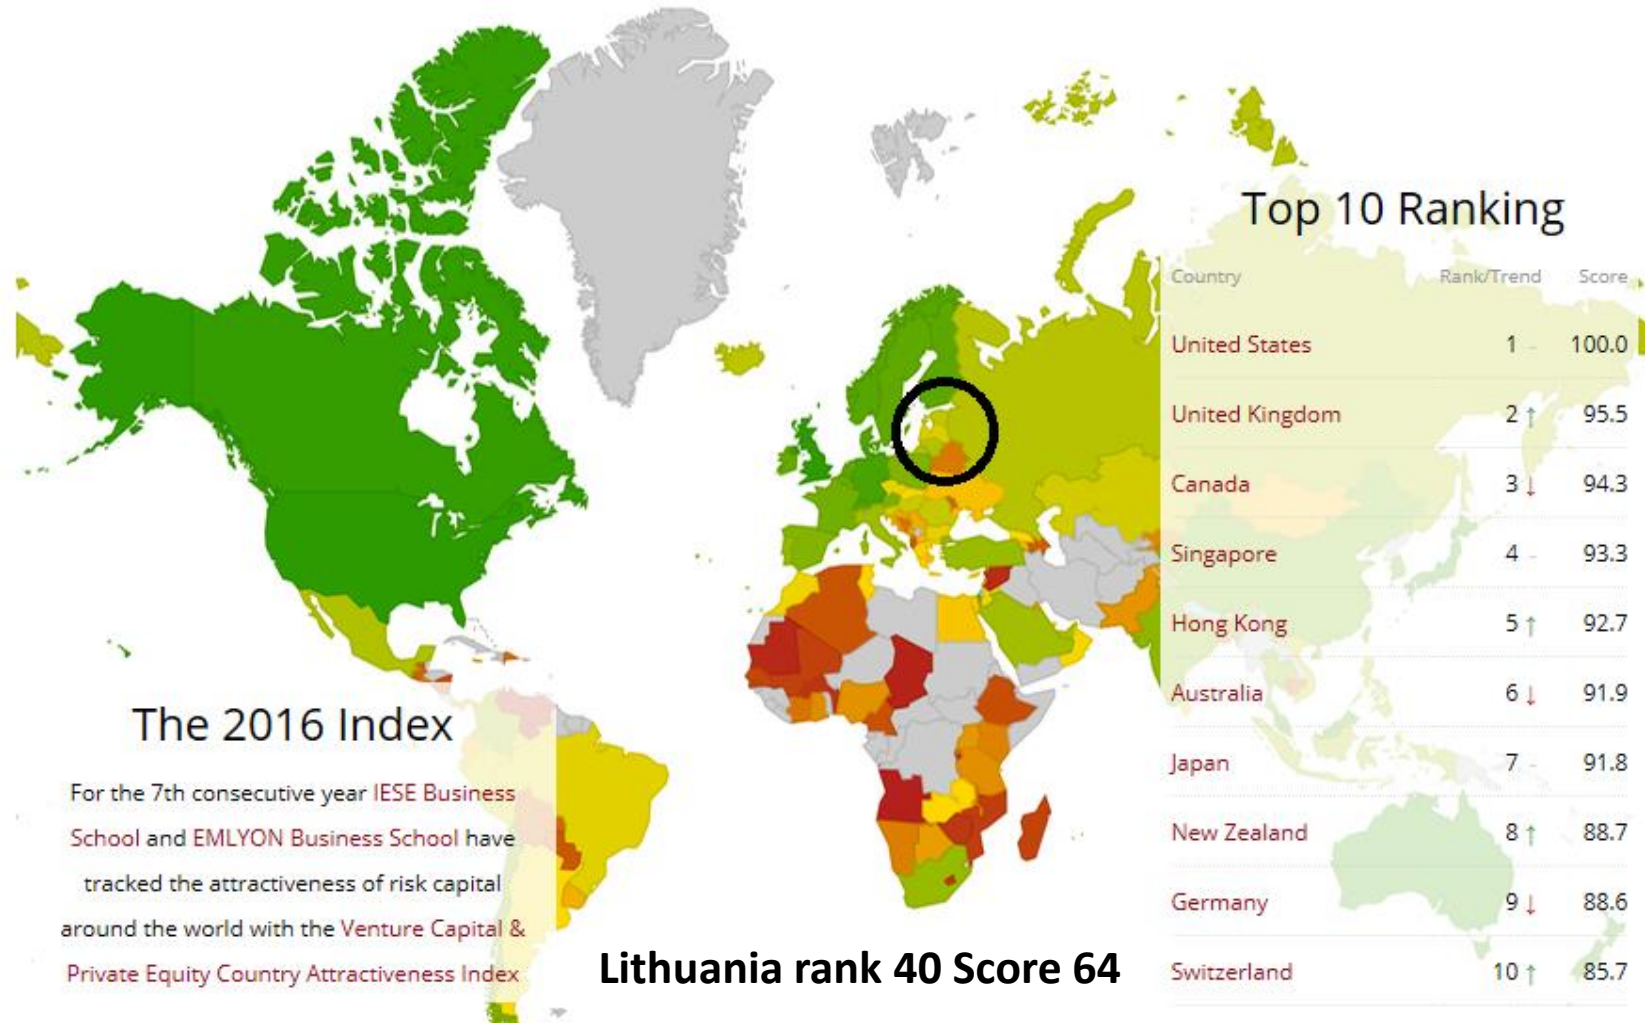 Top 10 Ranking
Country Rank/Trend Score
United States 1 - 100.0
United Kingdom 2 ↑ 95.5
Canada 3 ↓ 94.3
Singapore 4 - 93.3
Hong Kong 5 ↑ 92.7
Australia 6 ↓ 91.9
Japan 7 - 91.8
New Zealand 8 ↑ 88.7
Germany 9 ↓ 88.6
Switzerland 10 ↑ 85.7
The 2016 Index
For the 7th consecutive year IESE Business
School and EMLYON Business School have
tracked the attractiveness of risk capital
around the world with the Venture Capital &
Private Equity Country Attractiveness Index
Lithuania rank 40 Score 64